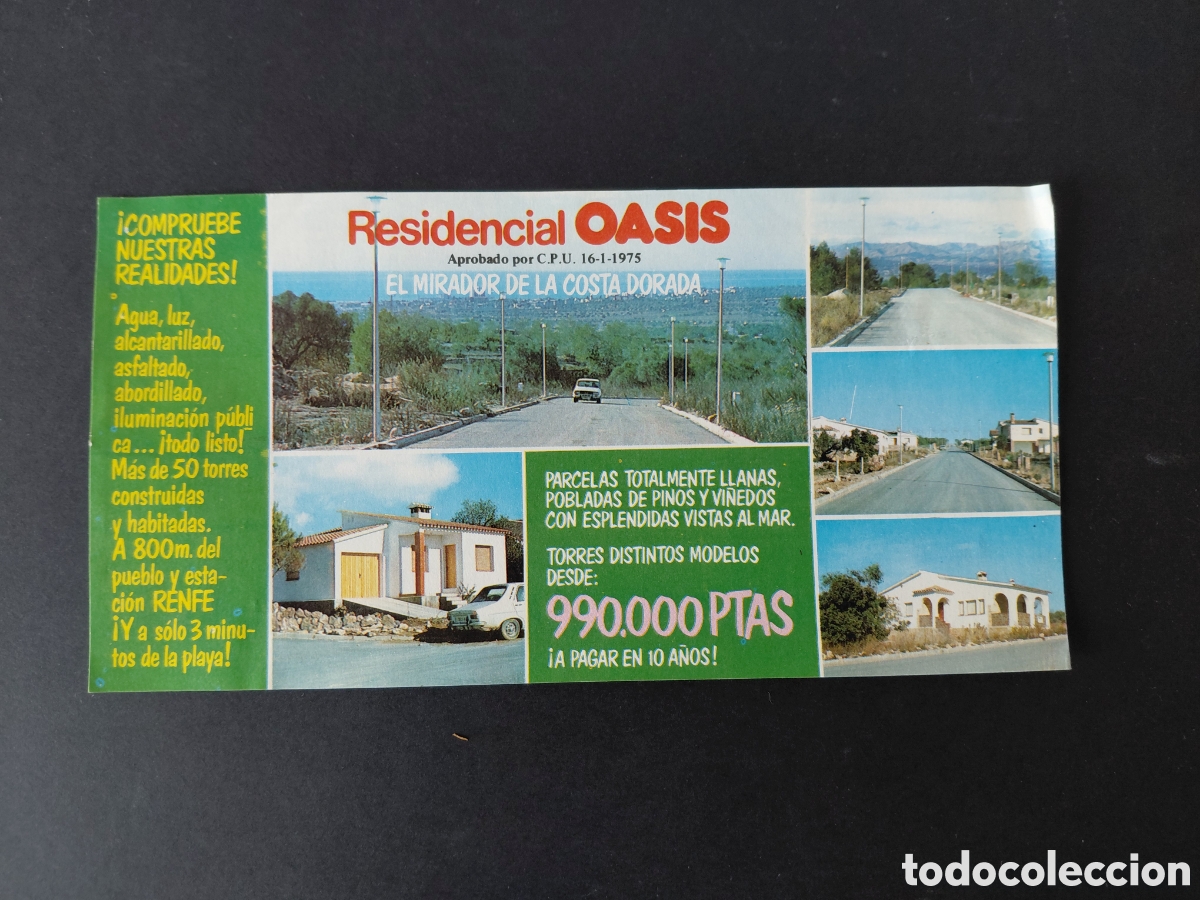 ¡COMPRUEBE
NUESTRAS
REALIDADES!
Agua, luz,
alcantarillado,
asfaltado,
abordillado,
iluminación públi
ca... ¡todo listo!
Más de 50 torres
construidas
y habitadas.
A 800m. del
pueblo y esta-
ción RENFE
¡Y a sólo 3 minu-
tos de la playa!
Residencial OASIS
Aprobado por C.P.U. 16-1-1975
EL MIRADOR DE LA COSTA DORADA
PARCELAS TOTALMENTE LLANAS,
POBLADAS DE PINOS Y VIÑEDOS
CON ESPLENDIDAS VISTAS AL MAR.
TORRES DISTINTOS MODELOS
DESDE:
990.000 PTAS
¡A PAGAR EN 10 AÑOS!
todocoleccion